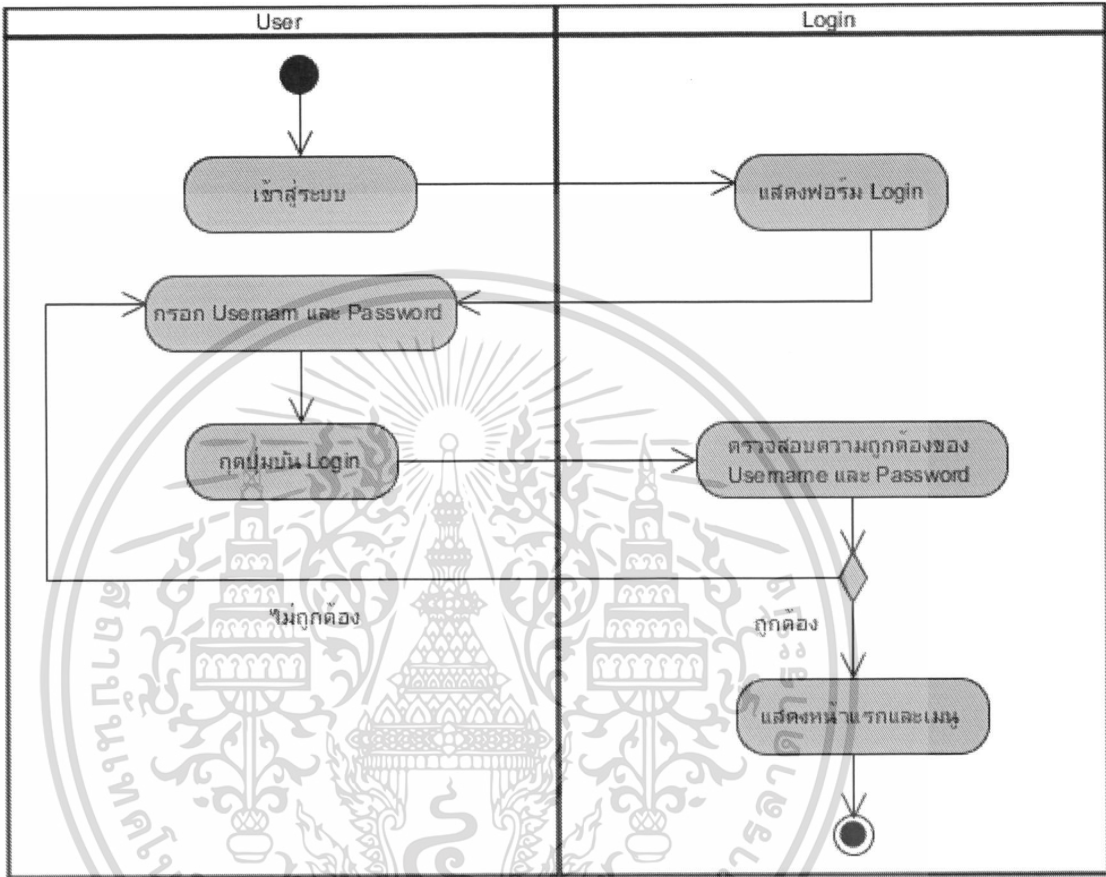 User
Login
เข้าสู่ระบบ
แสดงฟอร์ม Login
กรอก Usemam และ Password
กดปุ่มบัน Login
ตรวจสอบความถูกต้องของ
Usemame และ Password
ไม่ถูกต้อง
ถูกต้อง
แสดงหน้าแรกและเมนู